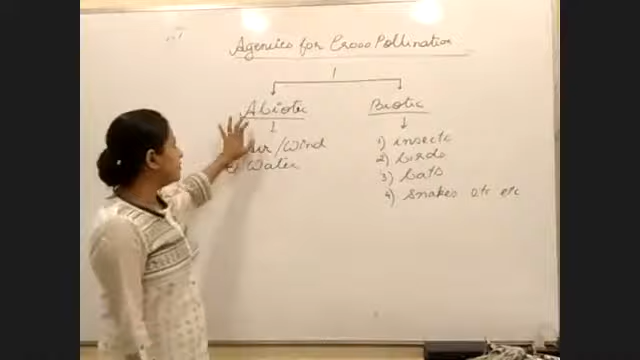 Agencies for Cross Pollination
Abiotic
Air/Wind
Water
Biotic
1) insects
2) birds
3) bats
4) snakes etc etc